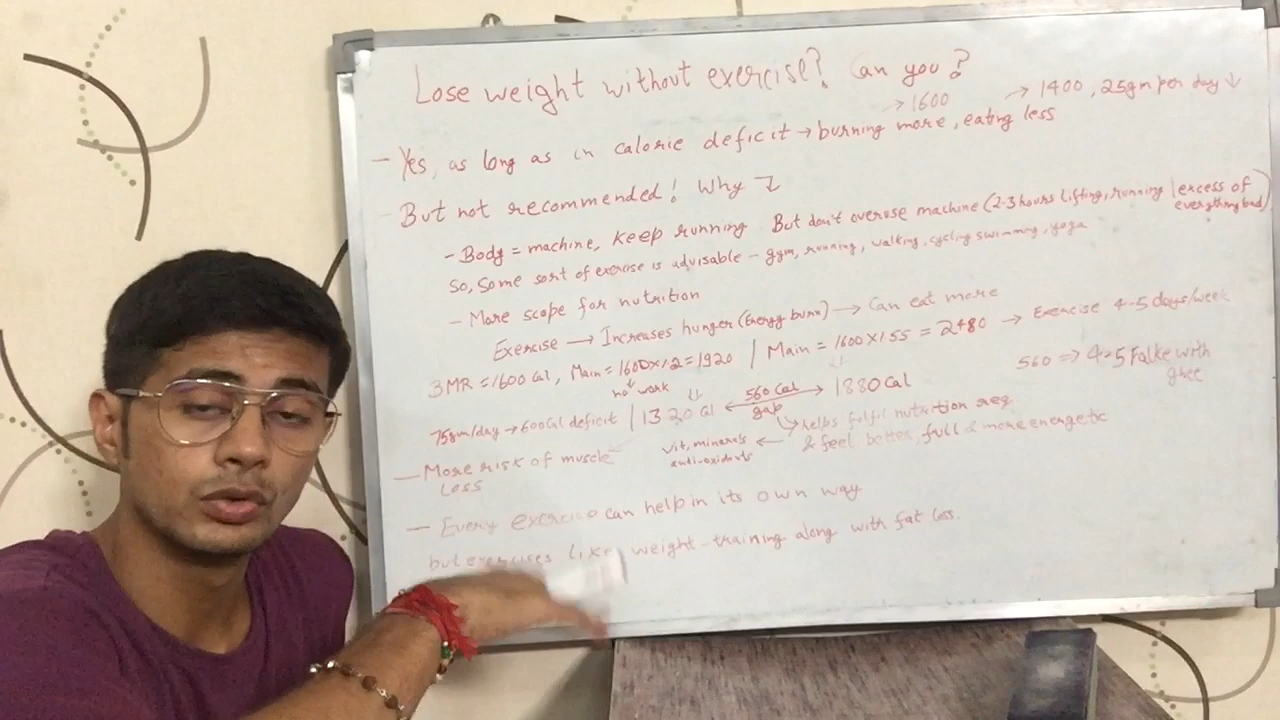 Lose weight without exercise? Can you?
→ 1600 → 1400, 25gm per day ↓
- Yes, as long as in calorie deficit → burning more, eating less
But not recommended! Why ↴
- Body = machine, keep running But don't overuse machine (2-3 hours lifting, running | excess of everything bad)
So, some sort of exercise is advisable - gym, running, walking, cycling swimming, yoga
- More scope for nutrition
Exercise → Increases hunger (Energy burn) → Can eat more
BMR = 1600 Cal, Main = 1600x1.2 = 1920 | Main = 1600x1.55 = 2480 → Exercise 4-5 days/week
no work
75gm/day → 600Cal deficit | 1320 Cal ← 560 Cal gap → 1880 Cal
560 ⇒ 4-5 Falke with ghee
vit, minerals anti-oxidants ← helps fulfil nutrition req
& feel better, full & more energetic
- More risk of muscle Loss
- Every exercise can help in its own way
but exercises like weight-training along with fat loss.